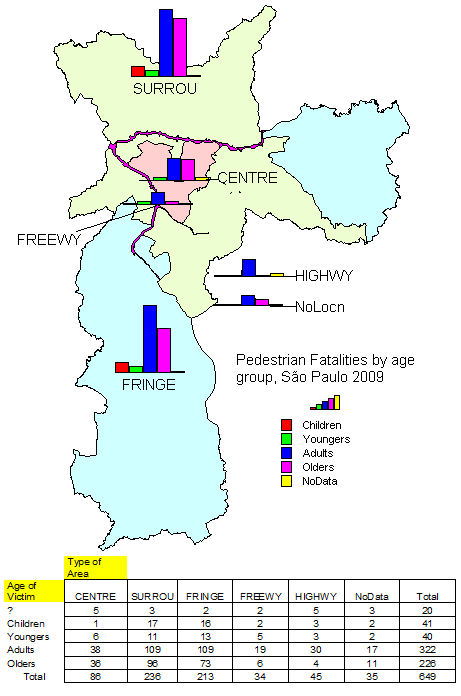 SURROU
CENTRE
FREEWY
HIGHWY
NoLocn
FRINGE
Pedestrian Fatalities by age
group, São Paulo 2009
Children
Youngers
Adults
Olders
NoData
Type of
Area
Age of
Victim CENTRE SURROU FRINGE FREEWY HIGHWY NoData Total
? 5 3 2 2 5 3 20
Children 1 17 16 2 3 2 41
Youngers 6 11 13 5 3 2 40
Adults 38 109 109 19 30 17 322
Olders 36 96 73 6 4 11 226
Total 86 236 213 34 45 35 649